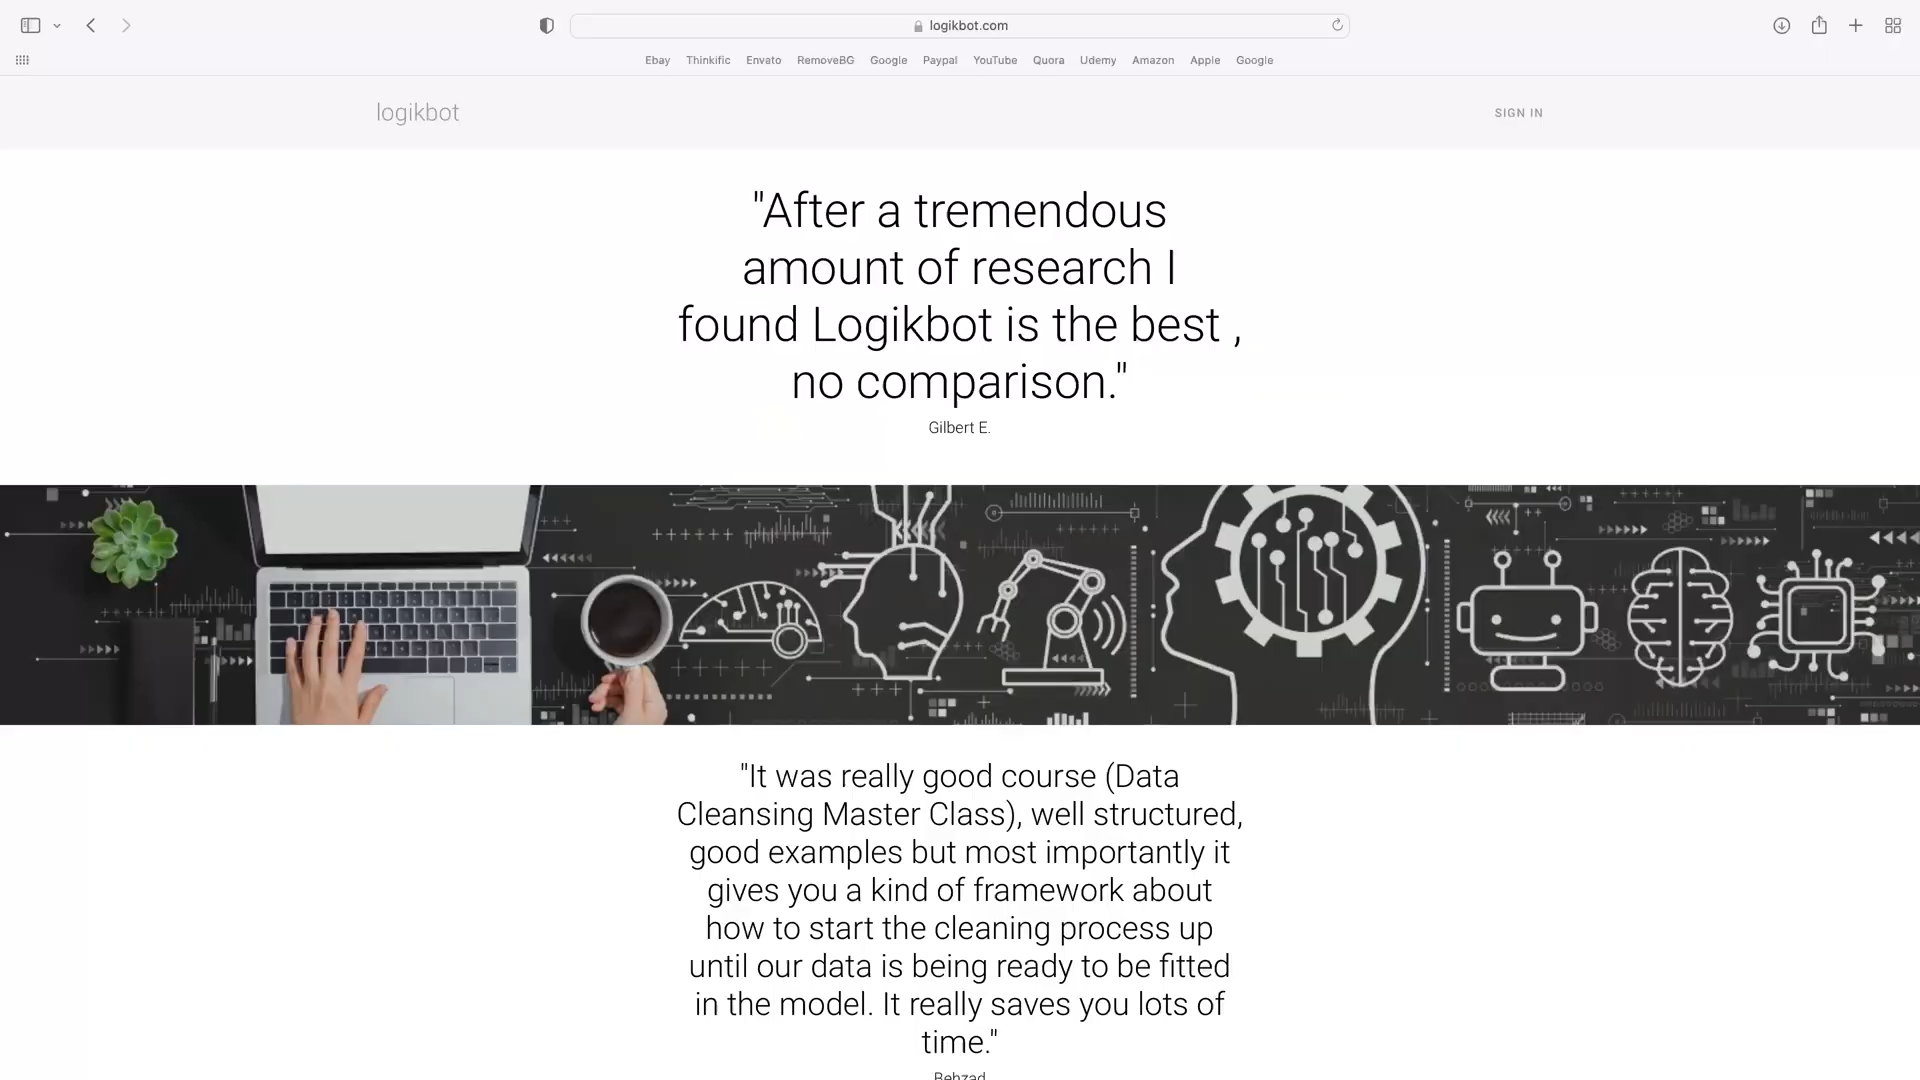 logikbot.com
Ebay Thinkific Envato RemoveBG Google Paypal YouTube Quora Udemy Amazon Apple Google
logikbot
SIGN IN
"After a tremendous
amount of research I
found Logikbot is the best ,
no comparison."
Gilbert E.
"It was really good course (Data
Cleansing Master Class), well structured,
good examples but most importantly it
gives you a kind of framework about
how to start the cleaning process up
until our data is being ready to be fitted
in the model. It really saves you lots of
time."
Behzad